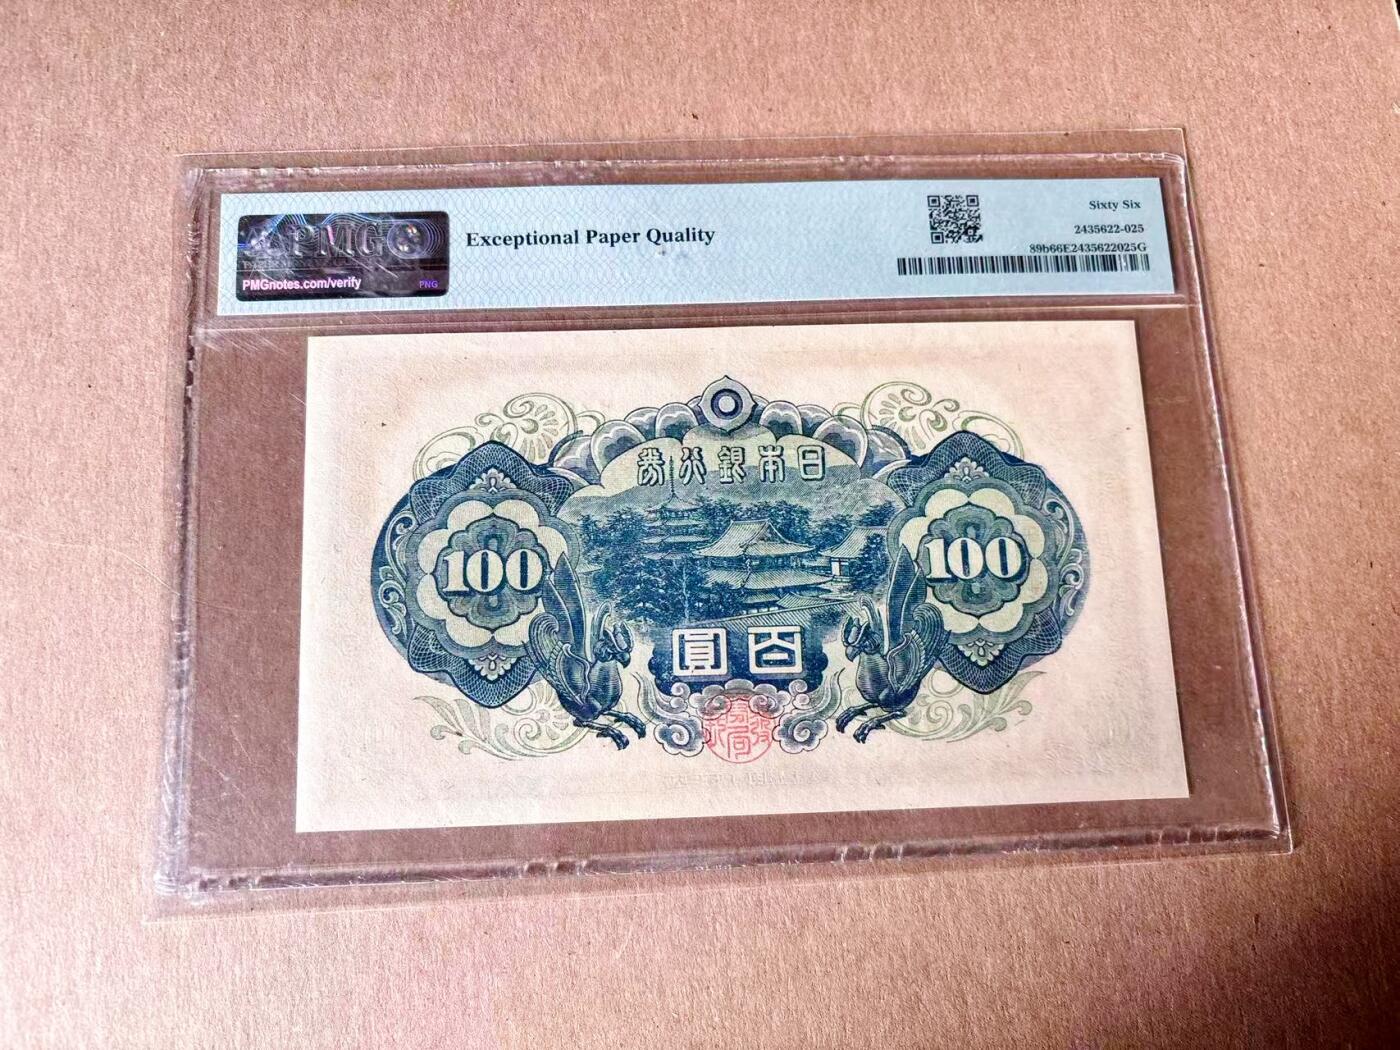 PMG
PMGnotes.com/verify
PNG
Exceptional Paper Quality
Sixty Six
2435622-025
89b66E2435622025G
券行銀本日
100
100
圓百